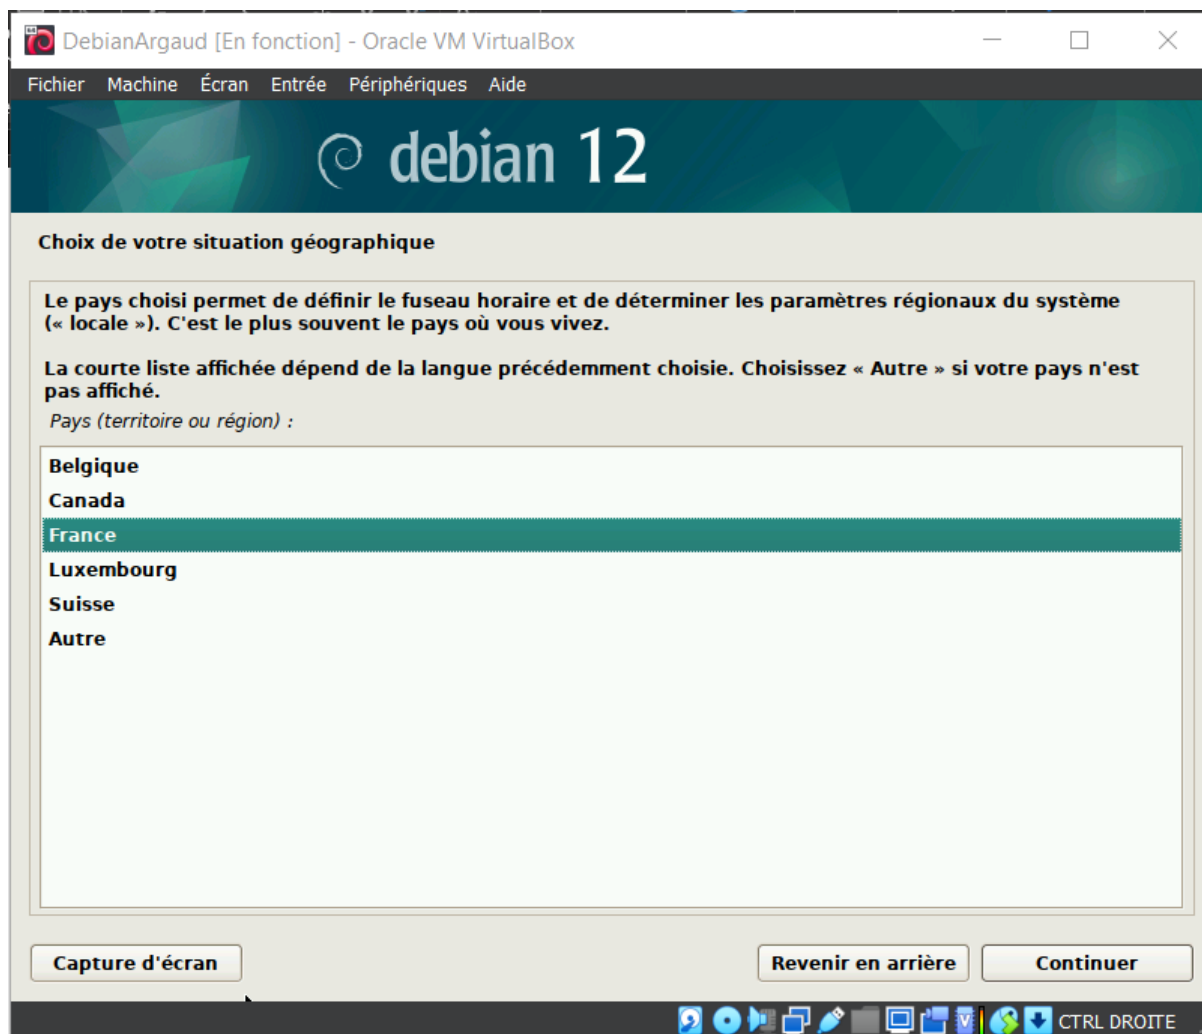 DebianArgaud [En fonction] - Oracle VM VirtualBox
Fichier Machine Écran Entrée Périphériques Aide
debian 12
Choix de votre situation géographique
Le pays choisi permet de définir le fuseau horaire et de déterminer les paramètres régionaux du système
(« locale »). C'est le plus souvent le pays où vous vivez.
La courte liste affichée dépend de la langue précédemment choisie. Choisissez « Autre » si votre pays n'est
pas affiché.
Pays (territoire ou région) :
Belgique
Canada
France
Luxembourg
Suisse
Autre
Capture d'écran Revenir en arrière Continuer
CTRL DROITE